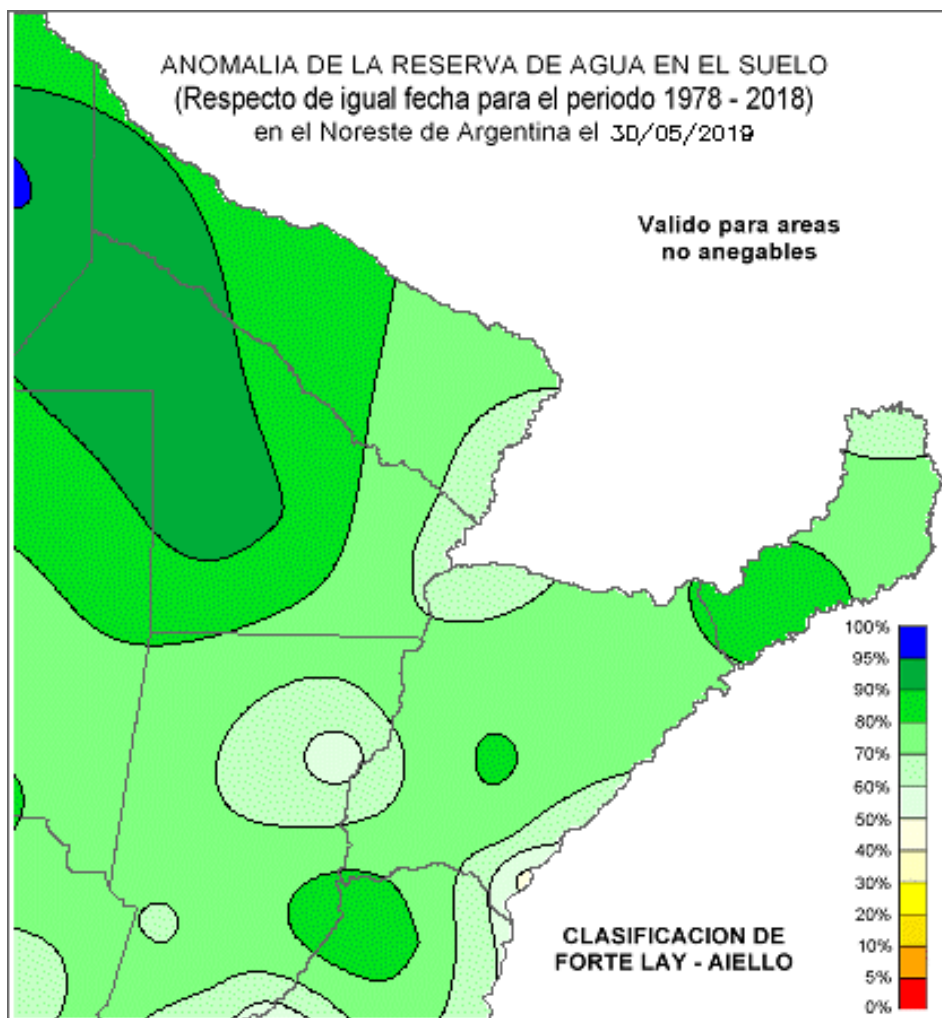 ANOMALIA DE LA RESERVA DE AGUA EN EL SUELO
(Respecto de igual fecha para el periodo 1978 - 2018)
en el Noreste de Argentina el 30/05/2019
Valido para areas
no anegables
100%
95%
90%
80%
70%
60%
50%
40%
30%
20%
10%
5%
0%
CLASIFICACION DE
FORTE LAY - AIELLO